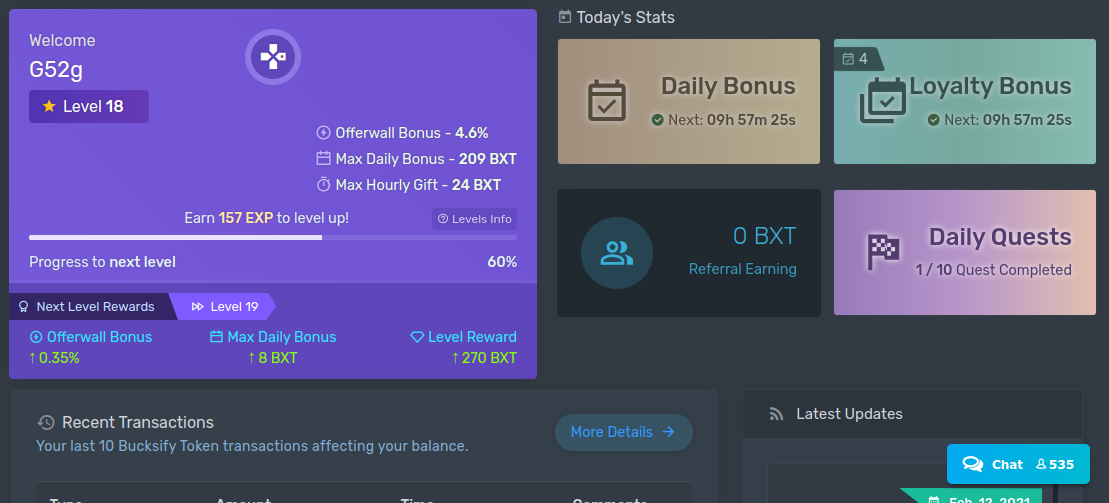 Welcome
G52g
Level 18
Offerwall Bonus - 4.6%
Max Daily Bonus - 209 BXT
Max Hourly Gift - 24 BXT
Earn 157 EXP to level up!
Levels Info
Progress to next level
60%
Next Level Rewards
Level 19
Offerwall Bonus
↑ 0.35%
Max Daily Bonus
↑ 8 BXT
Level Reward
↑ 270 BXT
Today's Stats
Daily Bonus
Next: 09h 57m 25s
4
Loyalty Bonus
Next: 09h 57m 25s
0 BXT
Referral Earning
Daily Quests
1 / 10 Quest Completed
Recent Transactions
Your last 10 Bucksify Token transactions affecting your balance.
More Details →
Type Amount Time Comments
Latest Updates
Chat 535
Feb, 12, 2021